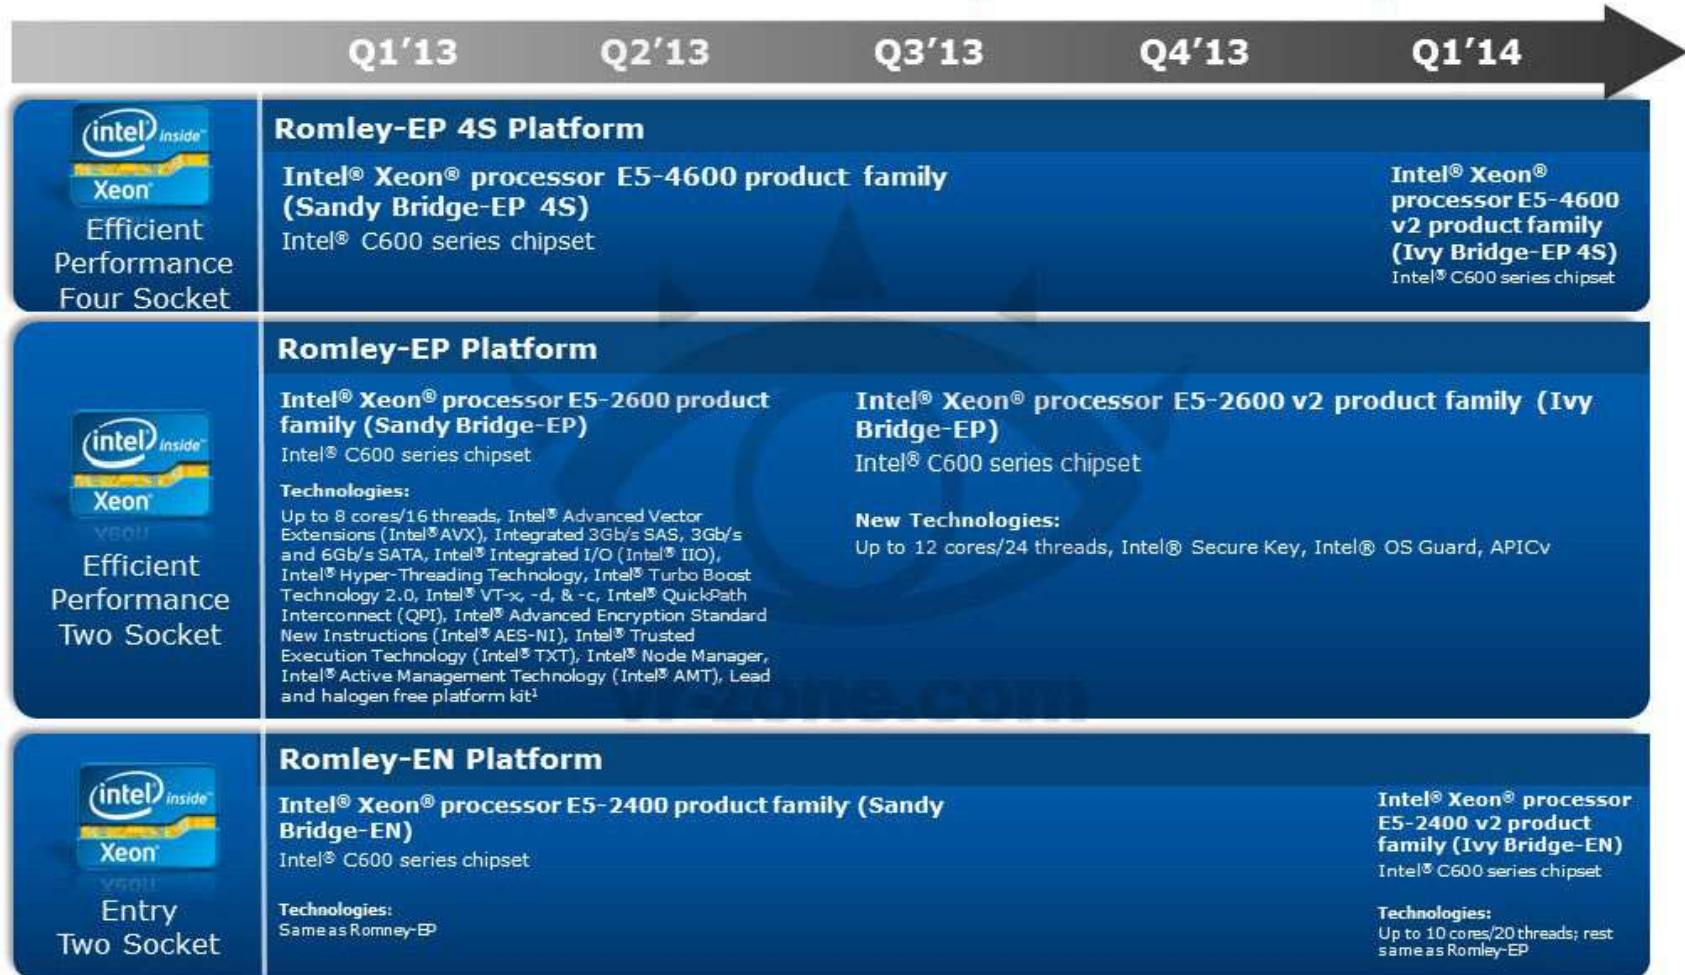 Q1'13 Q2'13 Q3'13 Q4'13 Q1'14
intel inside™
Xeon®
Efficient
Performance
Four Socket
Romley-EP 4S Platform
Intel® Xeon® processor E5-4600 product family
(Sandy Bridge-EP 4S)
Intel® C600 series chipset
Intel® Xeon®
processor E5-4600
v2 product family
(Ivy Bridge-EP 4S)
Intel® C600 series chipset
intel inside™
Xeon®
Efficient
Performance
Two Socket
Romley-EP Platform
Intel® Xeon® processor E5-2600 product
family (Sandy Bridge-EP)
Intel® C600 series chipset
Technologies:
Up to 8 cores/16 threads, Intel® Advanced Vector
Extensions (Intel® AVX), Integrated 3Gb/s SAS, 3Gb/s
and 6Gb/s SATA, Intel® Integrated I/O (Intel® IIO),
Intel® Hyper-Threading Technology, Intel® Turbo Boost
Technology 2.0, Intel® VT-x, -d, & -c, Intel® QuickPath
Interconnect (QPI), Intel® Advanced Encryption Standard
New Instructions (Intel® AES-NI), Intel® Trusted
Execution Technology (Intel® TXT), Intel® Node Manager,
Intel® Active Management Technology (Intel® AMT), Lead
and halogen free platform kit¹
Intel® Xeon® processor E5-2600 v2 product family (Ivy
Bridge-EP)
Intel® C600 series chipset
New Technologies:
Up to 12 cores/24 threads, Intel® Secure Key, Intel® OS Guard, APICv
vr-zone.com
intel inside™
Xeon®
Entry
Two Socket
Romley-EN Platform
Intel® Xeon® processor E5-2400 product family (Sandy
Bridge-EN)
Intel® C600 series chipset
Technologies:
Same as Romney-EP
Intel® Xeon® processor
E5-2400 v2 product
family (Ivy Bridge-EN)
Intel® C600 series chipset
Technologies:
Up to 10 cores/20 threads; rest
same as Romley-EP